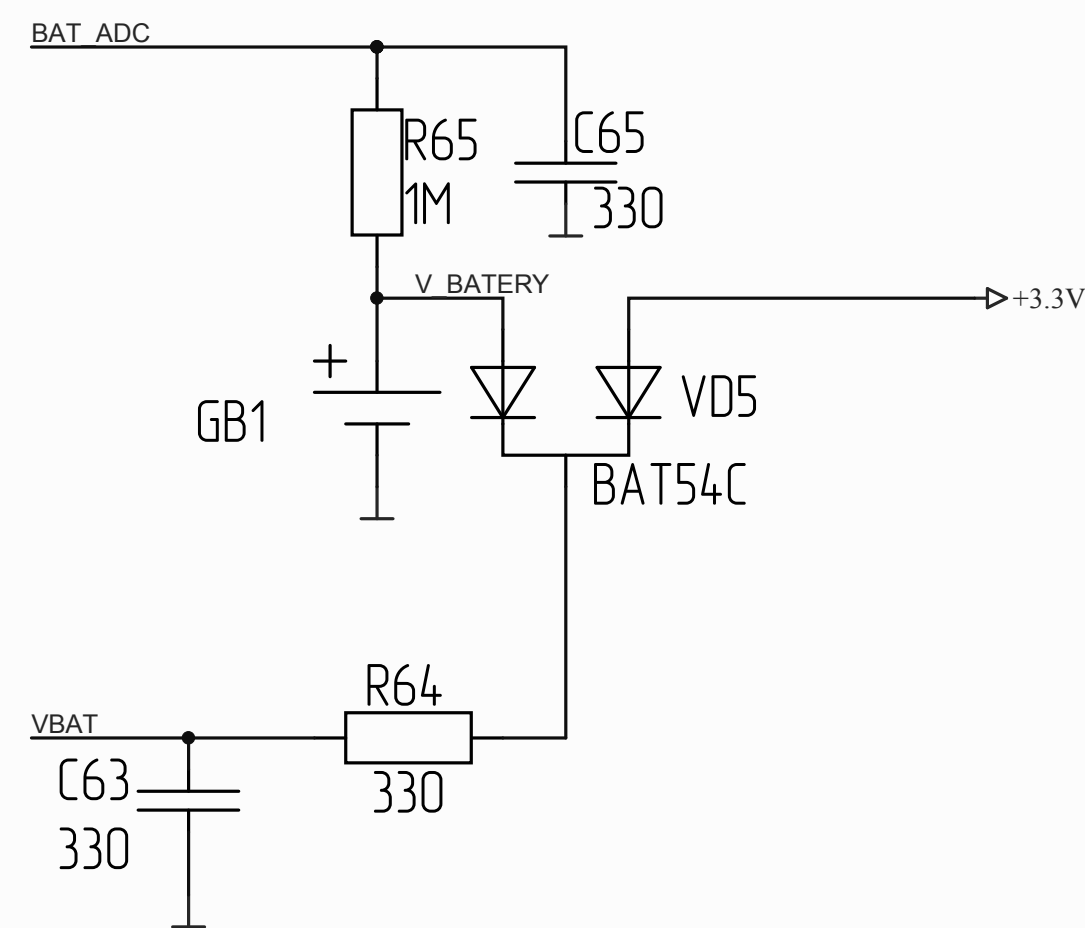 BAT_ADC
R65
1M
C65
330
V_BATERY
+3.3V
+
GB1
VD5
BAT54C
R64
330
VBAT
C63
330